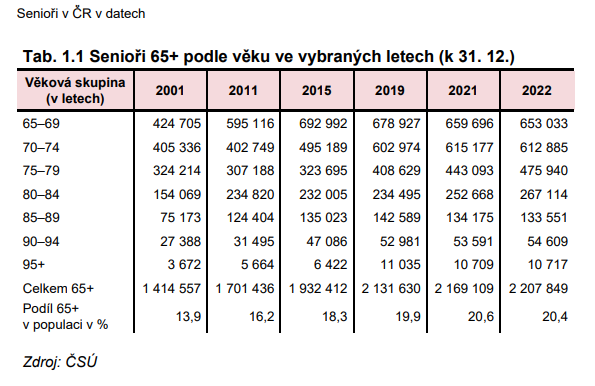 Senioři v ČR v datech
Tab. 1.1 Senioři 65+ podle věku ve vybraných letech (k 31. 12.)
Věková skupina (v letech) 2001 2011 2015 2019 2021 2022
65–69 424 705 595 116 692 992 678 927 659 696 653 033
70–74 405 336 402 749 495 189 602 974 615 177 612 885
75–79 324 214 307 188 323 695 408 629 443 093 475 940
80–84 154 069 234 820 232 005 234 495 252 668 267 114
85–89 75 173 124 404 135 023 142 589 134 175 133 551
90–94 27 388 31 495 47 086 52 981 53 591 54 609
95+ 3 672 5 664 6 422 11 035 10 709 10 717
Celkem 65+ 1 414 557 1 701 436 1 932 412 2 131 630 2 169 109 2 207 849
Podíl 65+
v populaci v % 13,9 16,2 18,3 19,9 20,6 20,4
Zdroj: ČSÚ